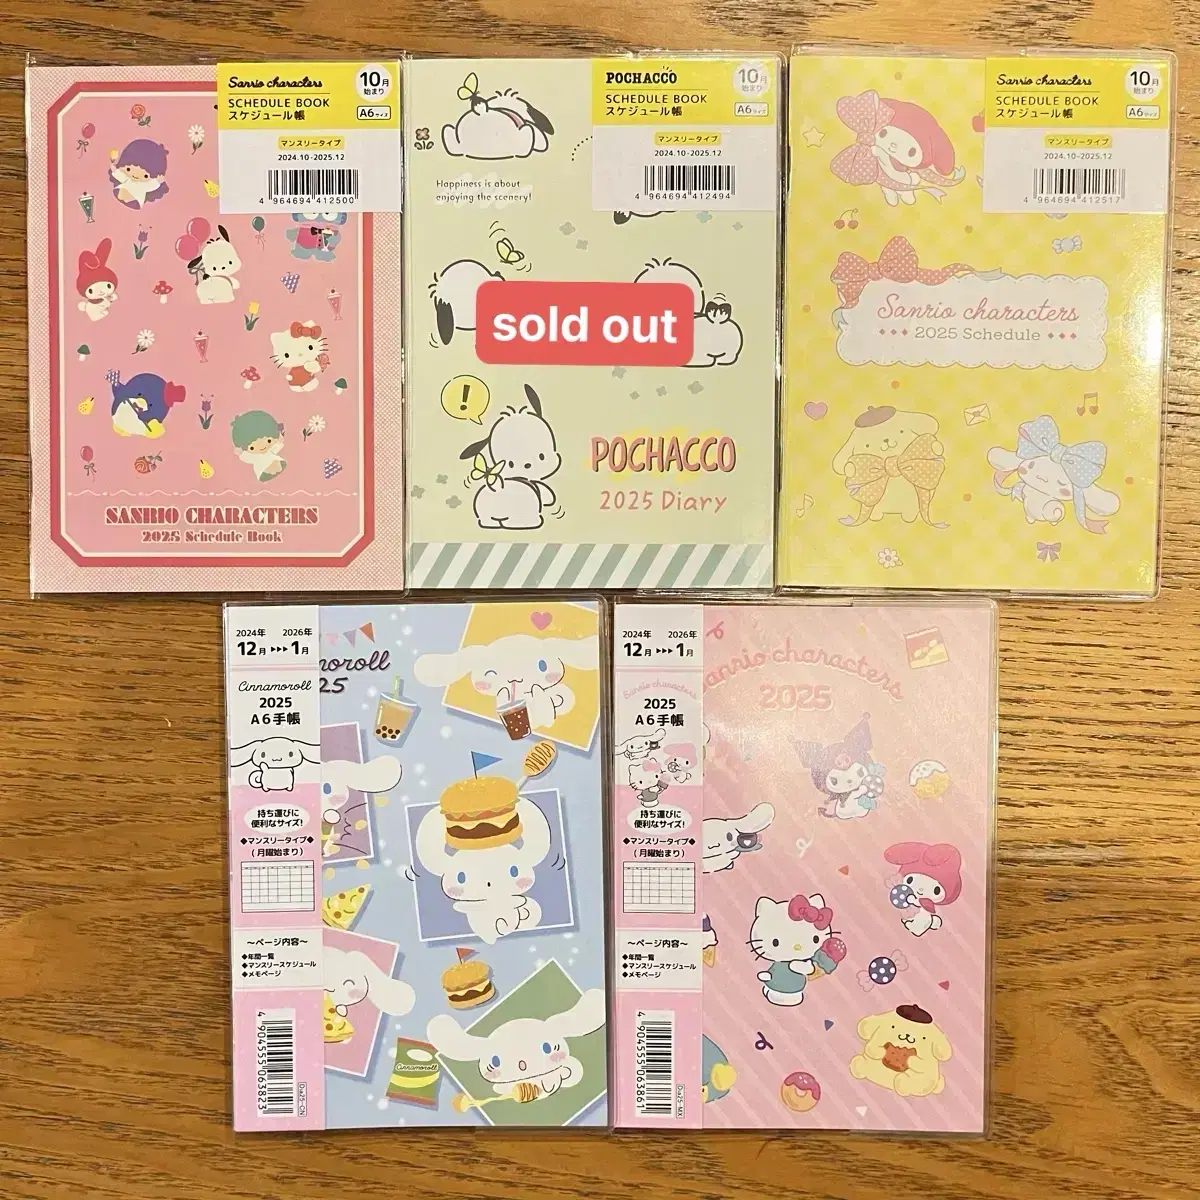 Sanrio characters
10月
始まり
SCHEDULE BOOK
スケジュール帳
A6サイズ
マンスリータイプ
2024.10-2025.12
4 964694 412500
SANRIO CHARACTERS
2025 Schedule Book
POCHACCO
10月
始まり
SCHEDULE BOOK
スケジュール帳
A6サイズ
マンスリータイプ
2024.10-2025.12
4 964694 412494
Happiness is about
enjoying the scenery!
sold out
!
POCHACCO
2025 Diary
Sanrio characters
10月
始まり
SCHEDULE BOOK
スケジュール帳
A6サイズ
マンスリータイプ
2024.10-2025.12
4 964694 412517
Sanrio characters
2025 Schedule
2024年 2026年
12月 ▸▸▸ 1月
Cinnamoroll
2025
A6手帳
持ち運びに
便利なサイズ!
◆マンスリータイプ◆
(月曜始まり)
〜ページ内容〜
◆年間一覧
◆マンスリースケジュール
◆メモページ
4 904555 063823
Dia25-CN
moroll
25
Cinnamoroll
2024年 2026年
12月 ▸▸▸ 1月
Sanrio characters
2025
A6手帳
持ち運びに
便利なサイズ!
◆マンスリータイプ◆
(月曜始まり)
〜ページ内容〜
◆年間一覧
◆マンスリースケジュール
◆メモページ
4 904555 063861
Dia25-MX
Sanrio characters
2025